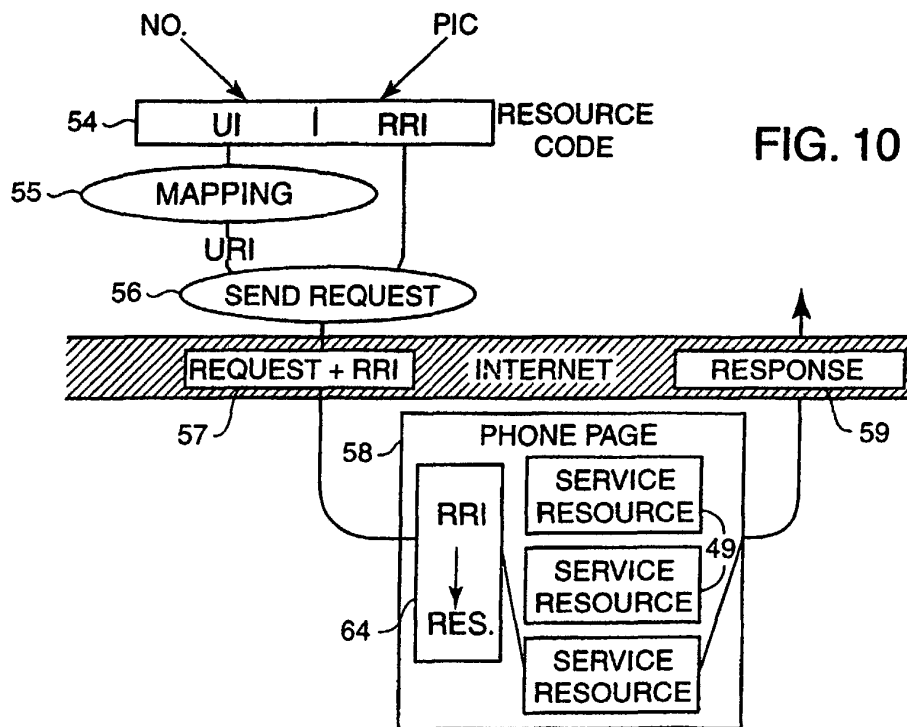 NO.
PIC
54
UI | RRI
RESOURCE
CODE
FIG. 10
55
MAPPING
URI
56
SEND REQUEST
REQUEST + RRI
INTERNET
RESPONSE
57
59
58
PHONE PAGE
RRI
RES.
64
SERVICE
RESOURCE
49
SERVICE
RESOURCE
SERVICE
RESOURCE